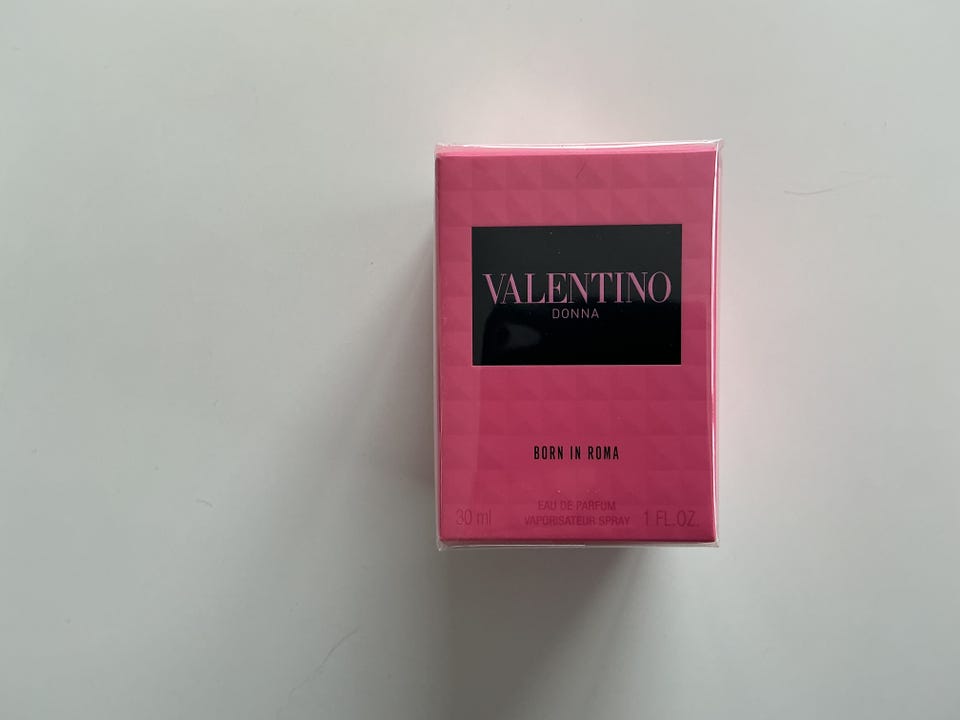 VALENTINO
DONNA
BORN IN ROMA
EAU DE PARFUM
30 ml VAPORISATEUR SPRAY 1 FL.OZ.